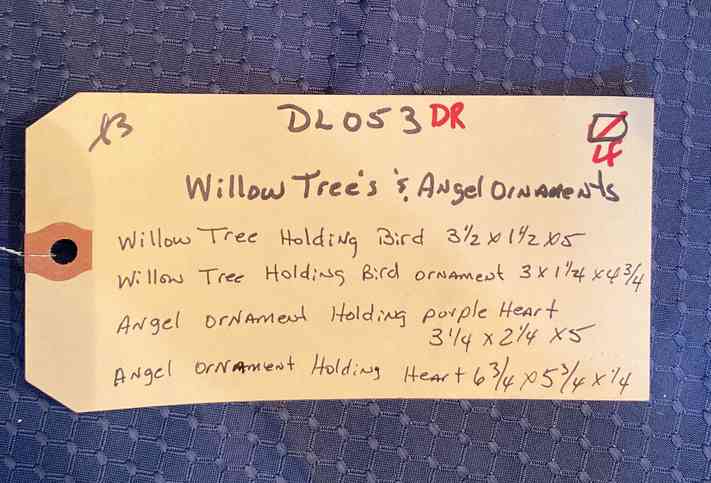 x3 DL053 DR
4
Willow Tree's & Angel Ornaments
Willow Tree Holding Bird 3 1/2 x 1 1/2 x 5
Willow Tree Holding Bird ornament 3 x 1 1/4 x 4 3/4
Angel ornament Holding purple Heart
3 1/4 x 2 1/4 x 5
Angel ornament Holding Heart 6 3/4 x 5 3/4 x 1/4